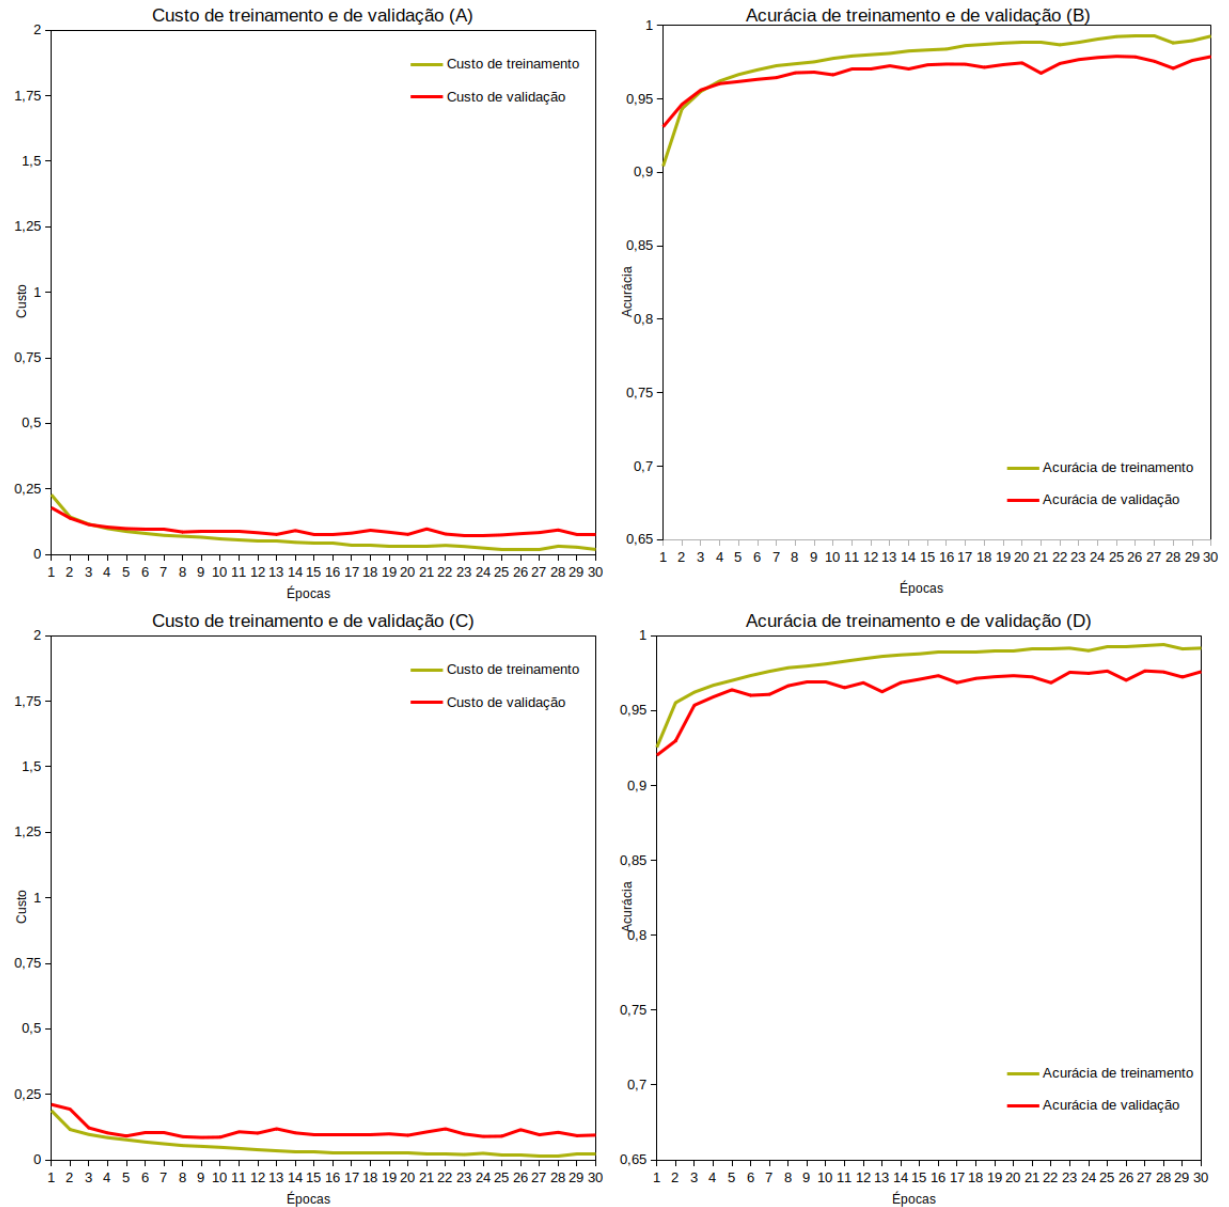 Custo de treinamento e de validação (A)
2
1,75
1,5
1,25
1
0,75
0,5
0,25
0
Custo
Custo de treinamento
Custo de validação
1 2 3 4 5 6 7 8 9 10 11 12 13 14 15 16 17 18 19 20 21 22 23 24 25 26 27 28 29 30
Épocas
Acurácia de treinamento e de validação (B)
1
0,95
0,9
0,85
0,8
0,75
0,7
0,65
Acurácia
Acurácia de treinamento
Acurácia de validação
1 2 3 4 5 6 7 8 9 10 11 12 13 14 15 16 17 18 19 20 21 22 23 24 25 26 27 28 29 30
Épocas
Custo de treinamento e de validação (C)
2
1,75
1,5
1,25
1
0,75
0,5
0,25
0
Custo
Custo de treinamento
Custo de validação
1 2 3 4 5 6 7 8 9 10 11 12 13 14 15 16 17 18 19 20 21 22 23 24 25 26 27 28 29 30
Épocas
Acurácia de treinamento e de validação (D)
1
0,95
0,9
0,85
0,8
0,75
0,7
0,65
Acurácia
Acurácia de treinamento
Acurácia de validação
1 2 3 4 5 6 7 8 9 10 11 12 13 14 15 16 17 18 19 20 21 22 23 24 25 26 27 28 29 30
Épocas